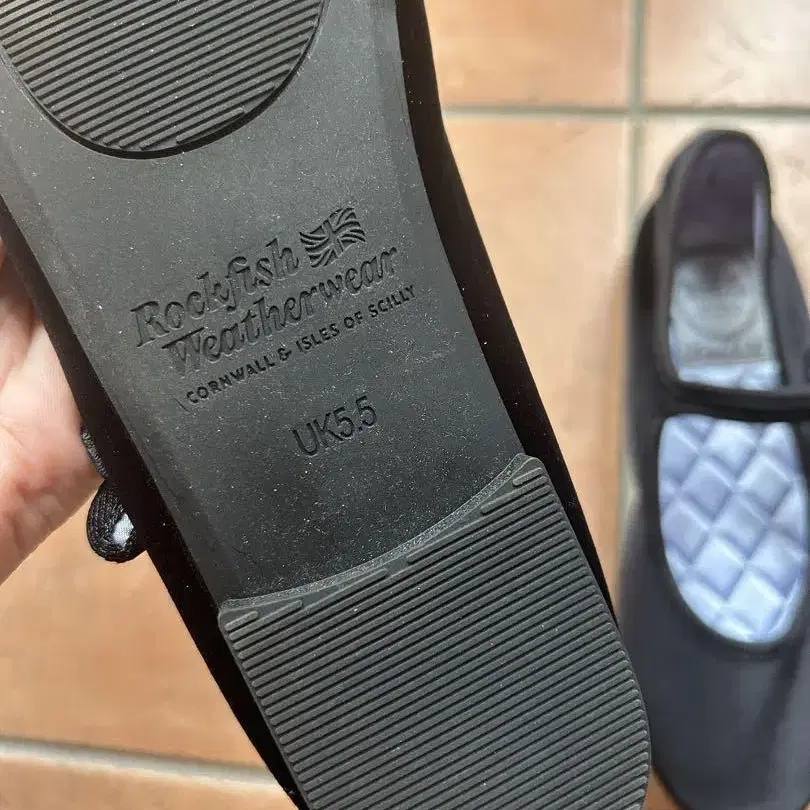 Rockfish
Weatherwear
CORNWALL & ISLES OF SCILLY
UK5.5